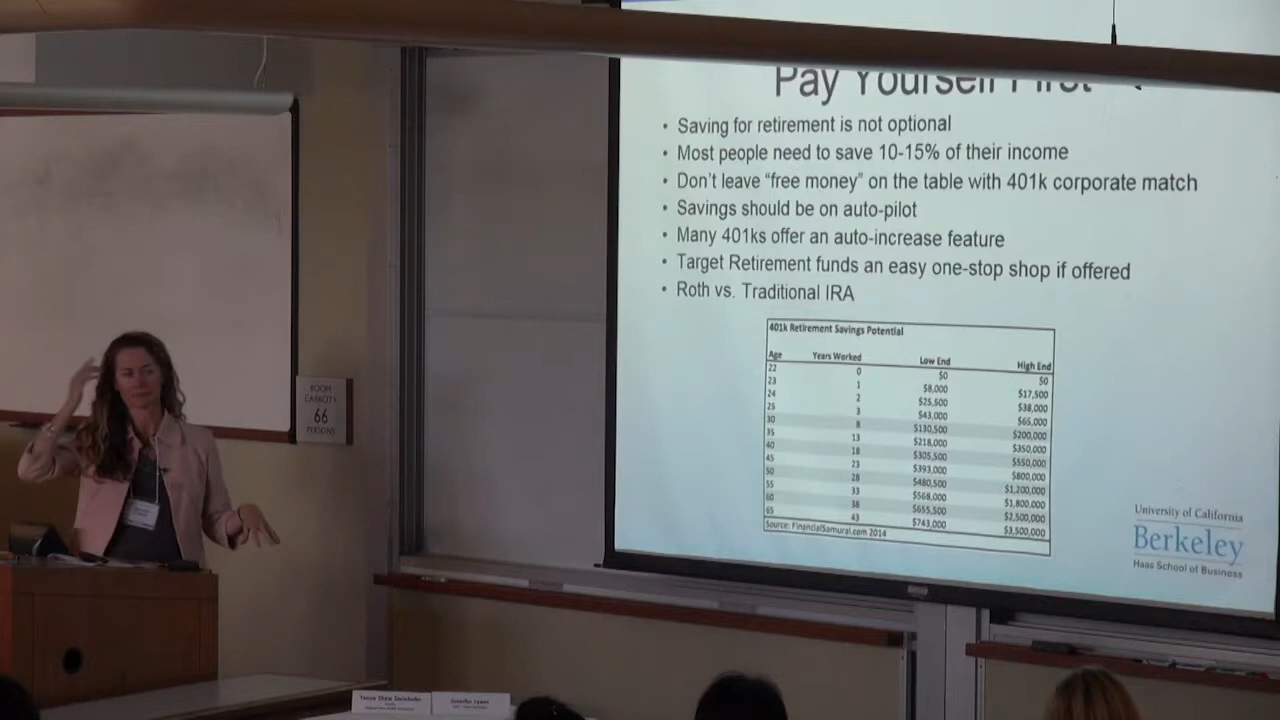 Pay Yourself First
• Saving for retirement is not optional
• Most people need to save 10-15% of their income
• Don't leave “free money” on the table with 401k corporate match
• Savings should be on auto-pilot
• Many 401ks offer an auto-increase feature
• Target Retirement funds an easy one-stop shop if offered
• Roth vs. Traditional IRA
401k Retirement Savings Potential
Age Years Worked Low End High End
22 0 $0 $0
23 1 $8,000 $17,500
24 2 $25,500 $38,000
25 3 $43,000 $65,000
30 8 $130,500 $200,000
35 13 $218,000 $350,000
40 18 $305,500 $550,000
45 23 $393,000 $800,000
50 28 $480,500 $1,200,000
55 33 $568,000 $1,800,000
60 38 $655,500 $2,500,000
65 43 $743,000 $3,500,000
Source: FinancialSamurai.com 2014
University of California
Berkeley
Haas School of Business
ROOM
CAPACITY
66
PERSONS
Jennifer Lyons